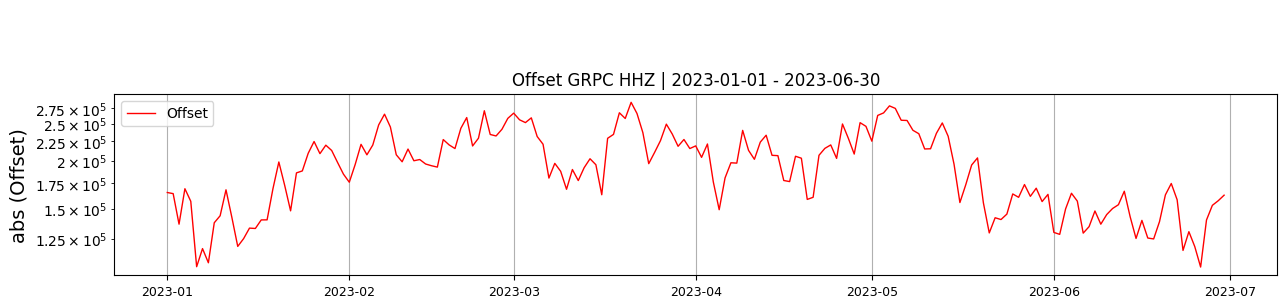 Offset GRPC HHZ | 2023-01-01 - 2023-06-30
abs (Offset)
2.75 × 10⁵
2.5 × 10⁵
2.25 × 10⁵
2 × 10⁵
1.75 × 10⁵
1.5 × 10⁵
1.25 × 10⁵
Offset
2023-01 2023-02 2023-03 2023-04 2023-05 2023-06 2023-07